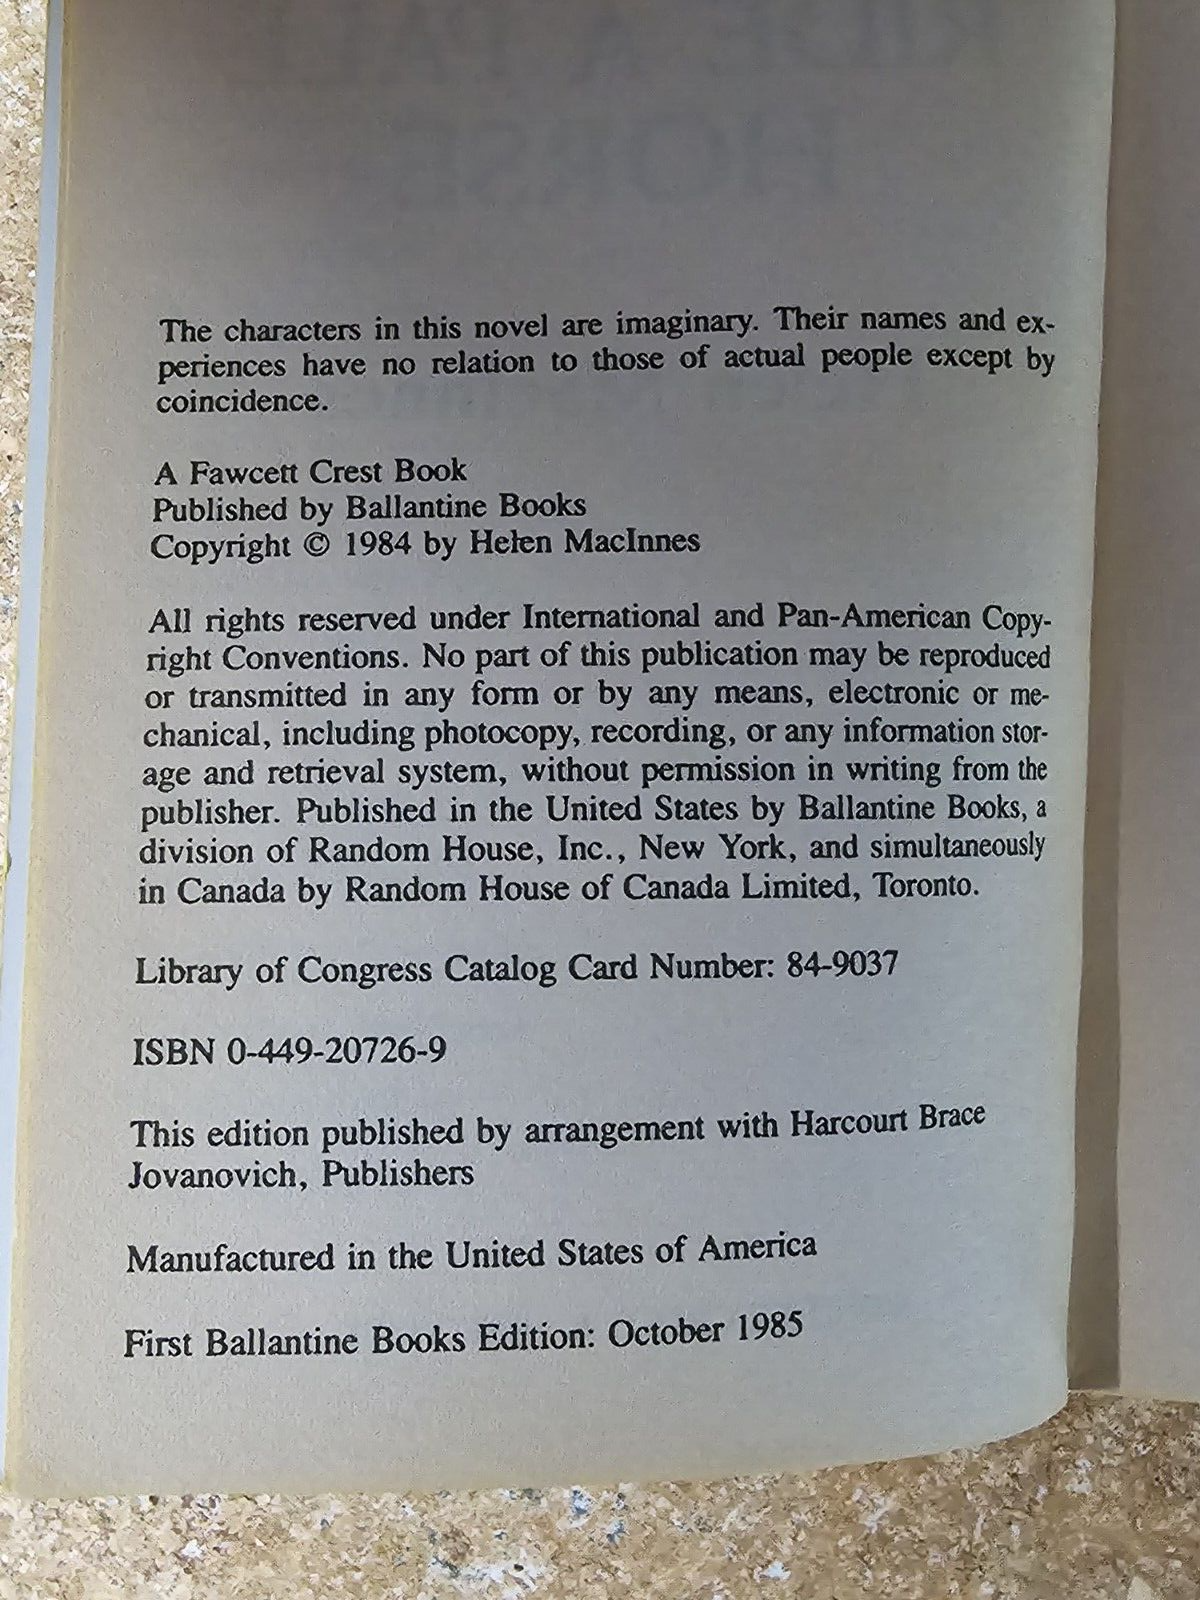 The characters in this novel are imaginary. Their names and ex-
periences have no relation to those of actual people except by
coincidence.
A Fawcett Crest Book
Published by Ballantine Books
Copyright © 1984 by Helen MacInnes
All rights reserved under International and Pan-American Copy-
right Conventions. No part of this publication may be reproduced
or transmitted in any form or by any means, electronic or me-
chanical, including photocopy, recording, or any information stor-
age and retrieval system, without permission in writing from the
publisher. Published in the United States by Ballantine Books, a
division of Random House, Inc., New York, and simultaneously
in Canada by Random House of Canada Limited, Toronto.
Library of Congress Catalog Card Number: 84-9037
ISBN 0-449-20726-9
This edition published by arrangement with Harcourt Brace
Jovanovich, Publishers
Manufactured in the United States of America
First Ballantine Books Edition: October 1985